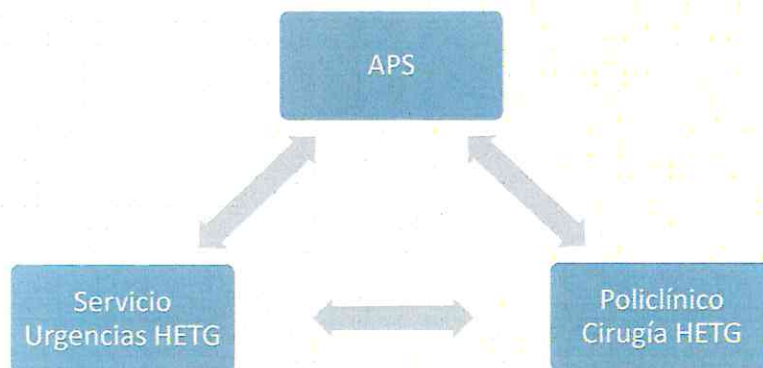 APS
Servicio
Urgencias HETG
Policlínico
Cirugía HETG